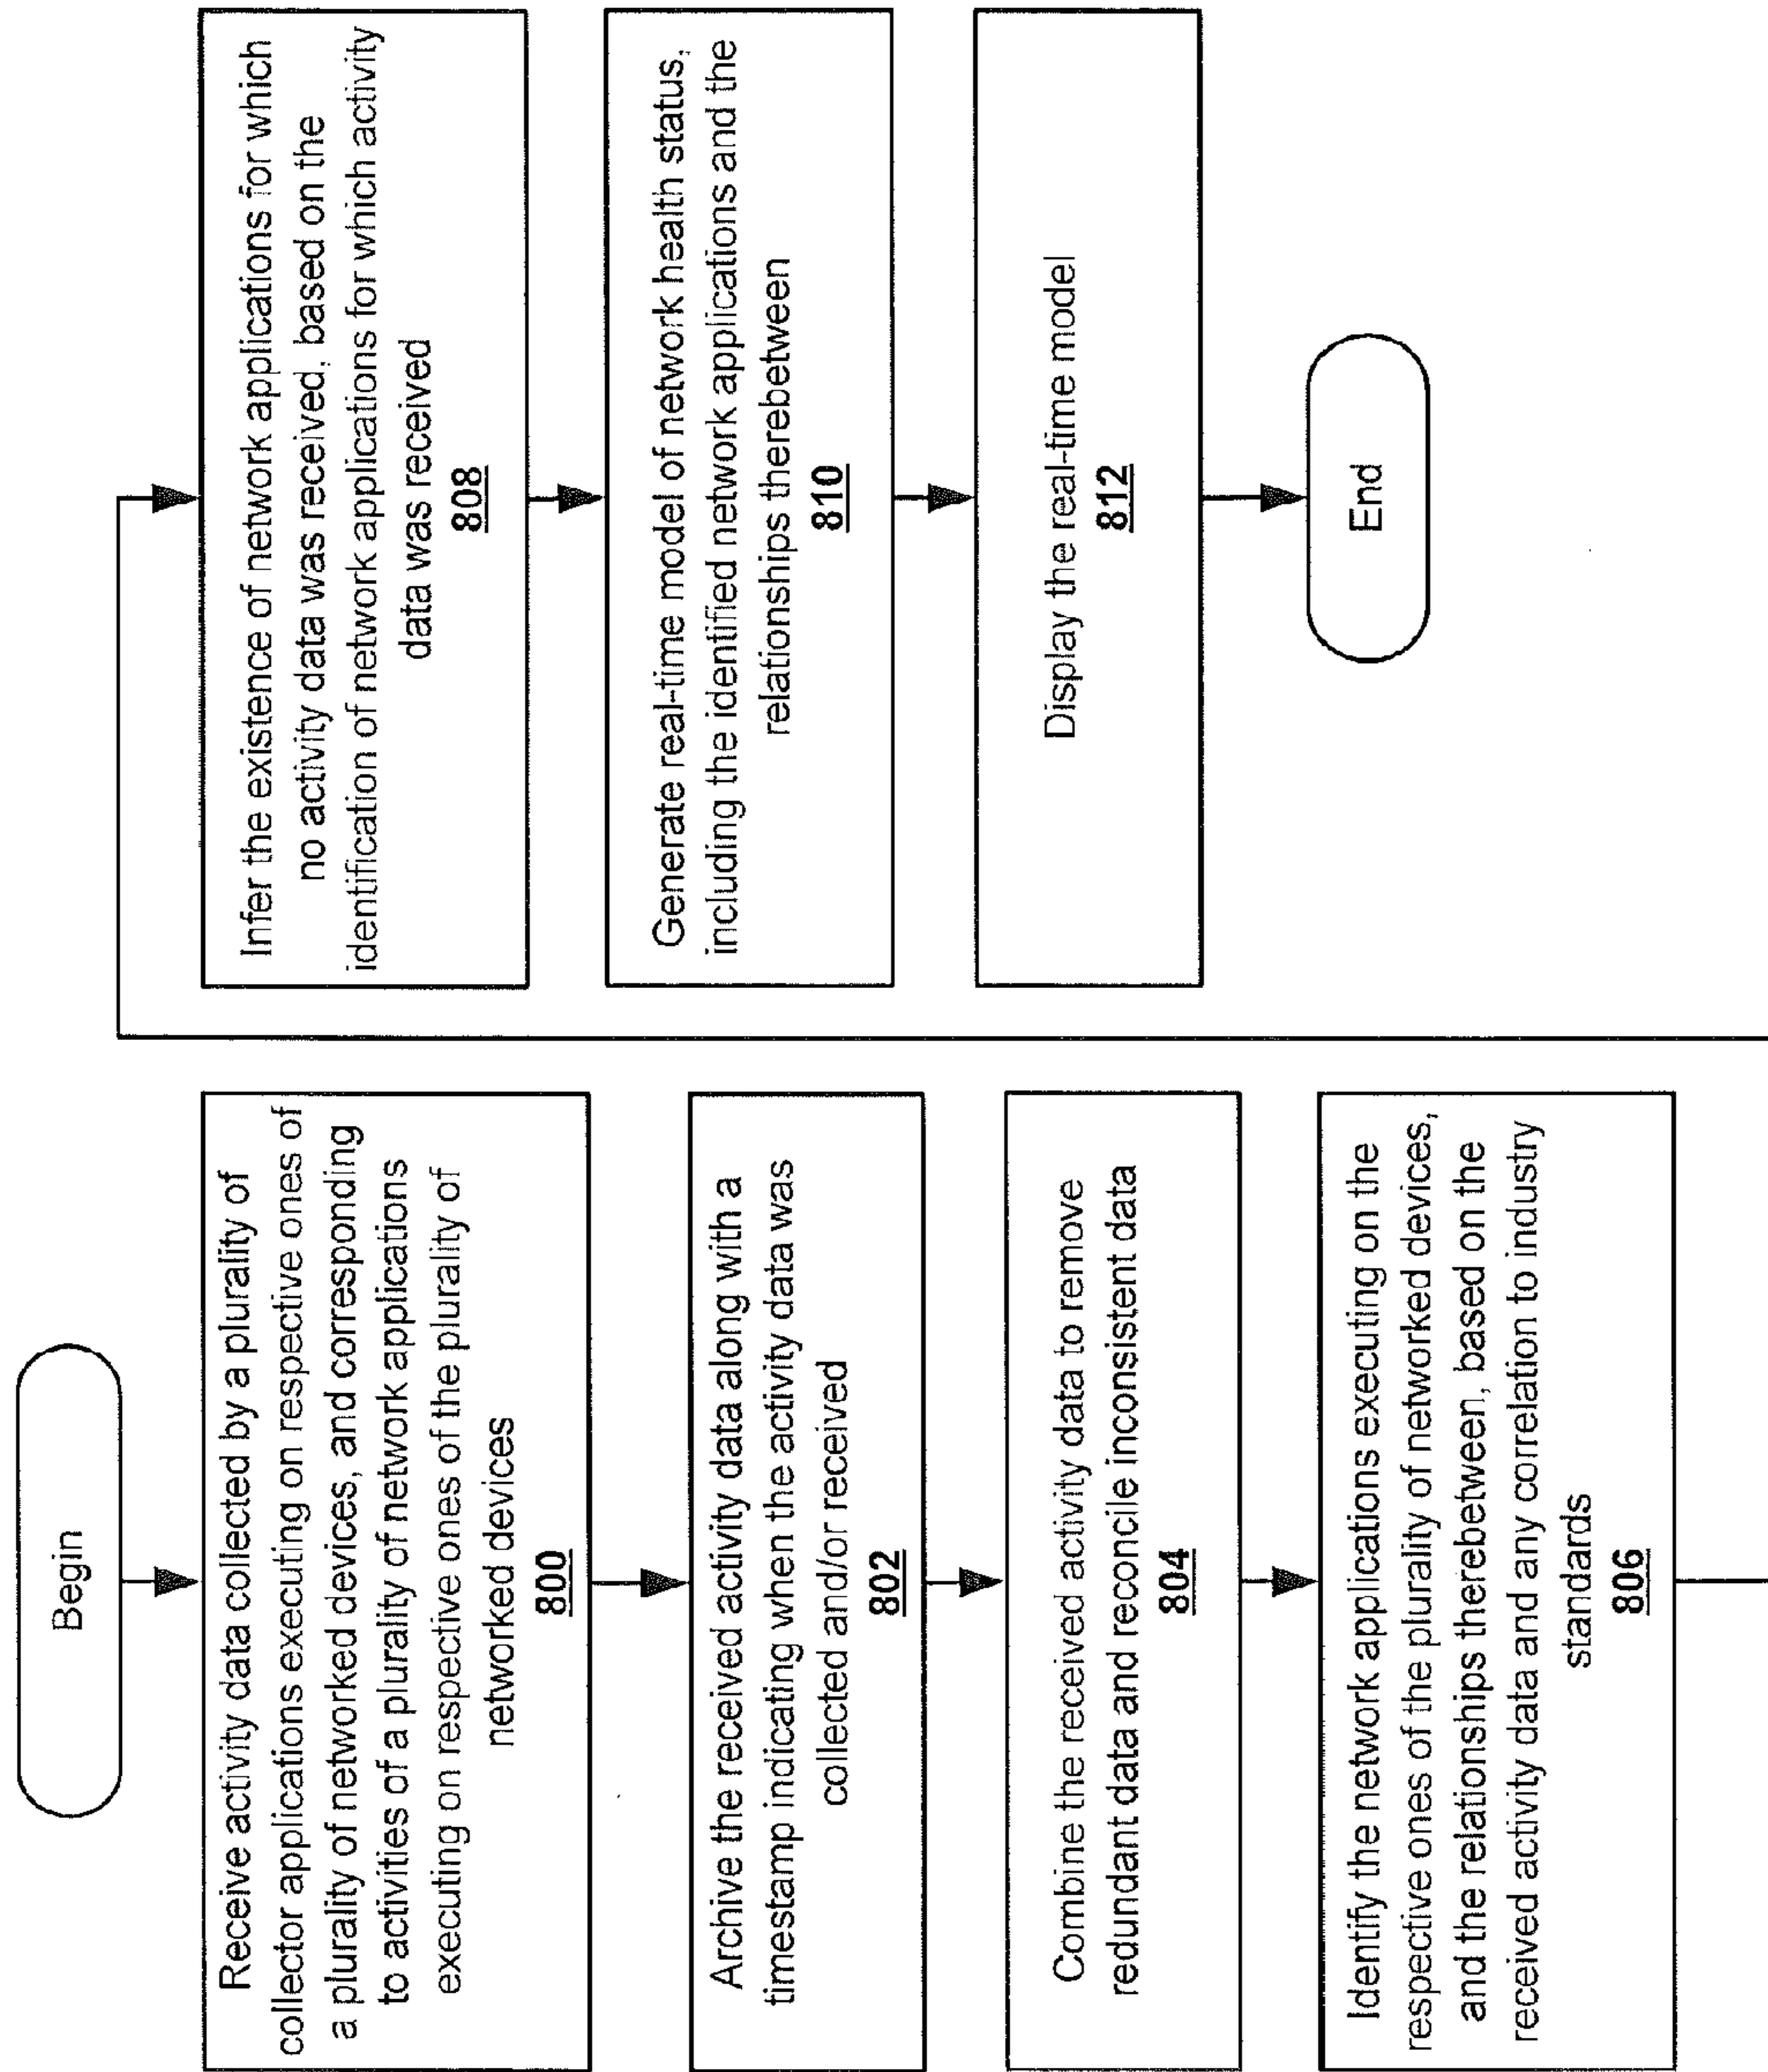 Begin
Receive activity data collected by a plurality of
collector applications executing on respective ones of
a plurality of networked devices, and corresponding
to activities of a plurality of network applications
executing on respective ones of the plurality of
networked devices
800
Archive the received activity data along with a
timestamp indicating when the activity data was
collected and/or received
802
Combine the received activity data to remove
redundant data and reconcile inconsistent data
804
Identify the network applications executing on the
respective ones of the plurality of networked devices,
and the relationships therebetween, based on the
received activity data and any correlation to industry
standards
806
Infer the existence of network applications for which
no activity data was received, based on the
identification of network applications for which activity
data was received
808
Generate real-time model of network health status,
including the identified network applications and the
relationships therebetween
810
Display the real-time model
812
End